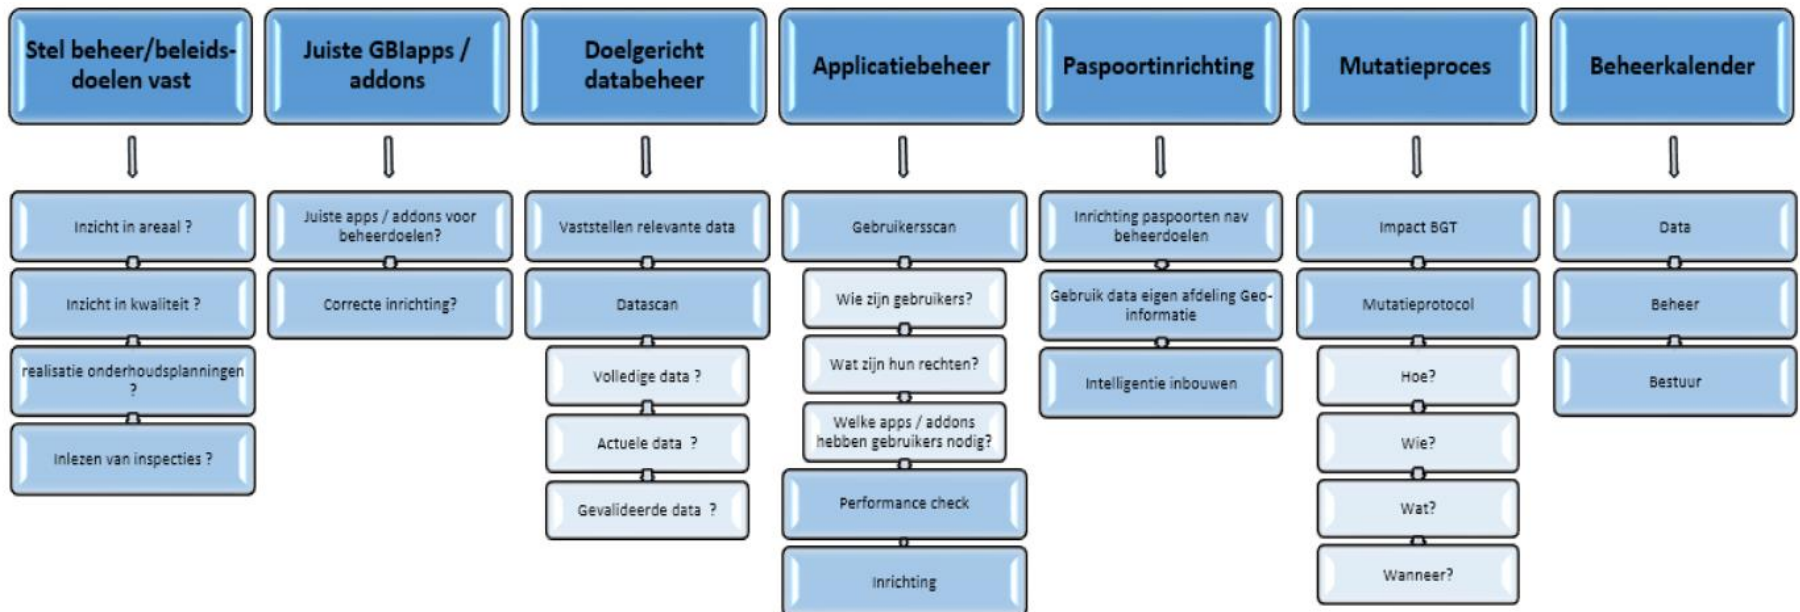 Stel beheer/beleids-
doelen vast
Inzicht in areaal ?
Inzicht in kwaliteit ?
realisatie onderhoudsplanningen
?
Inlezen van inspecties ?
Juiste GBIapps /
addons
Juiste apps / addons voor
beheerdoelen?
Correcte inrichting?
Doelgericht
databeheer
Vaststellen relevante data
Datascan
Volledige data ?
Actuele data ?
Gevalideerde data ?
Applicatiebeheer
Gebruikersscan
Wie zijn gebruikers?
Wat zijn hun rechten?
Welke apps / addons
hebben gebruikers nodig?
Performance check
Inrichting
Paspoortinrichting
Inrichting paspoorten nav
beheerdoelen
Gebruik data eigen afdeling Geo-
informatie
Intelligentie inbouwen
Mutatieproces
Impact BGT
Mutatieprotocol
Hoe?
Wie?
Wat?
Wanneer?
Beheerkalender
Data
Beheer
Bestuur